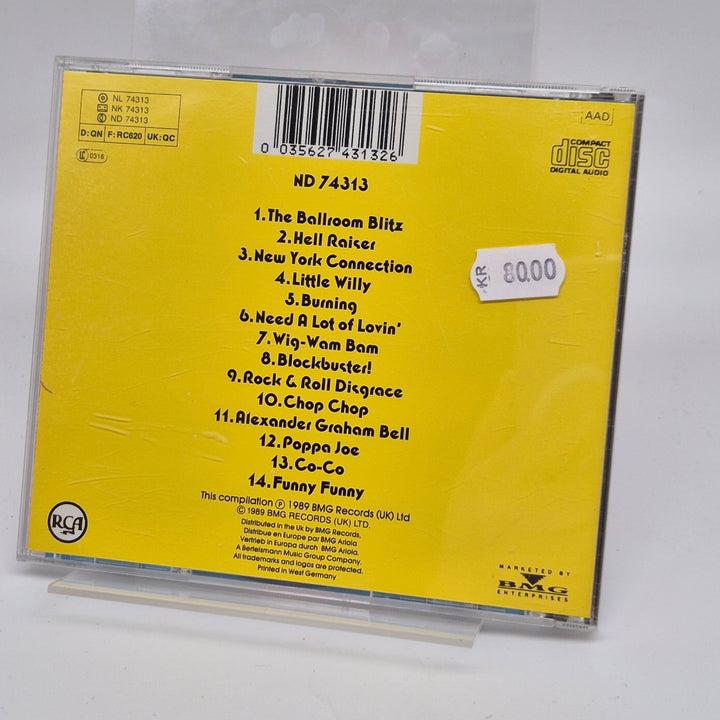 NL 74313
NK 74313
ND 74313
D:QN F:RC620 UK:QC
LC 0316
0 035627 431326
AAD
COMPACT
disc
DIGITAL AUDIO
ND 74313
KR 80.00
1.The Ballroom Blitz
2.Hell Raiser
3.New York Connection
4.Little Willy
5.Burning
6.Need A Lot of Lovin'
7.Wig-Wam Bam
8.Blockbuster!
9.Rock & Roll Disgrace
10.Chop Chop
11.Alexander Graham Bell
12.Poppa Joe
13.Co-Co
14.Funny Funny
This compilation ℗ 1989 BMG Records (UK) Ltd
© 1989 BMG RECORDS (UK) LTD.
Distributed in the Uk by BMG Records,
Distribue en Europe par BMG Ariola
Vertrieb in Europa durch BMG Ariola,
A Bertelsmann Music Group Company.
All trademarks and logos are protected.
Printed in West Germany
RCA
MARKETED BY
BMG
ENTERPRISES